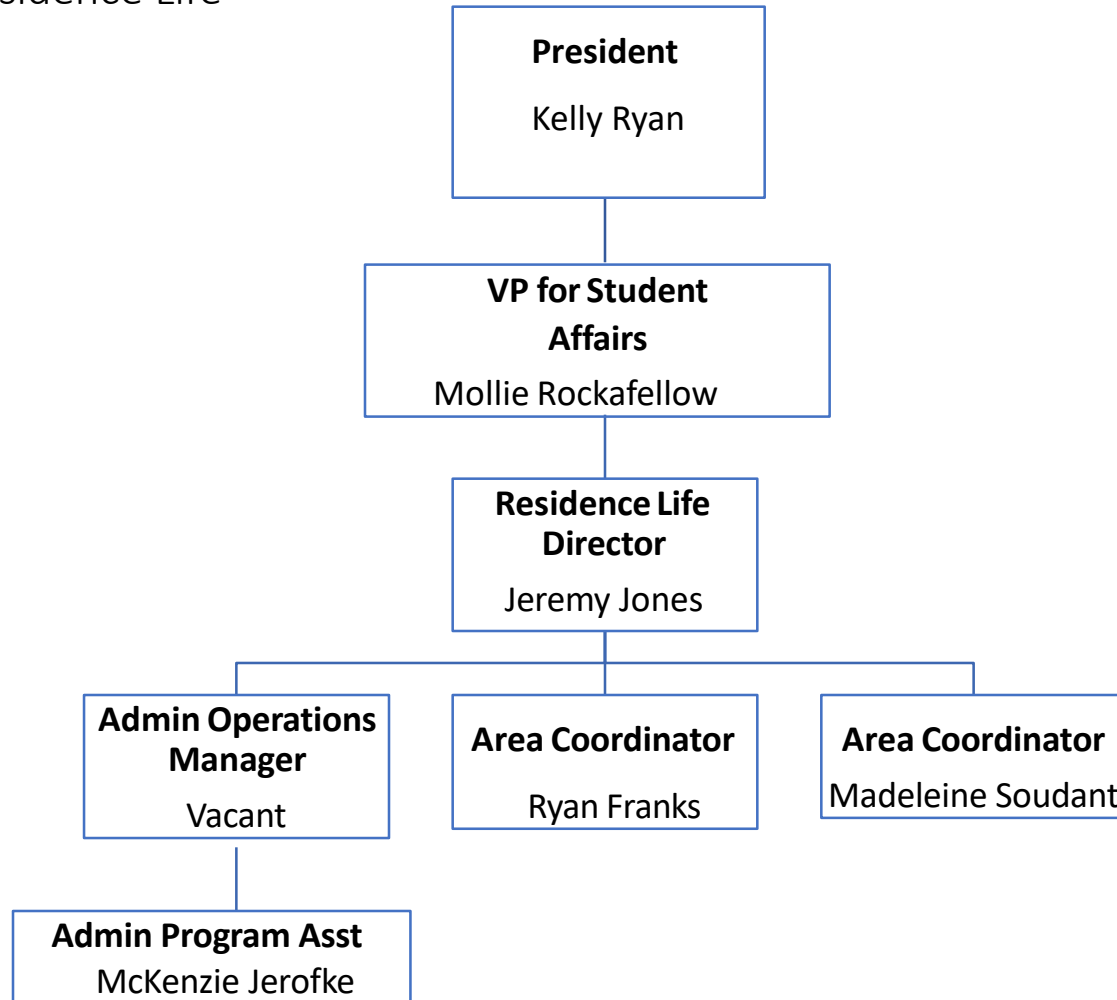 Life
President
Kelly Ryan
VP for Student
Affairs
Mollie Rockafellow
Residence Life
Director
Jeremy Jones
Admin Operations
Manager
Vacant
Area Coordinator
Ryan Franks
Area Coordinator
Madeleine Soudant
Admin Program Asst
McKenzie Jerofke